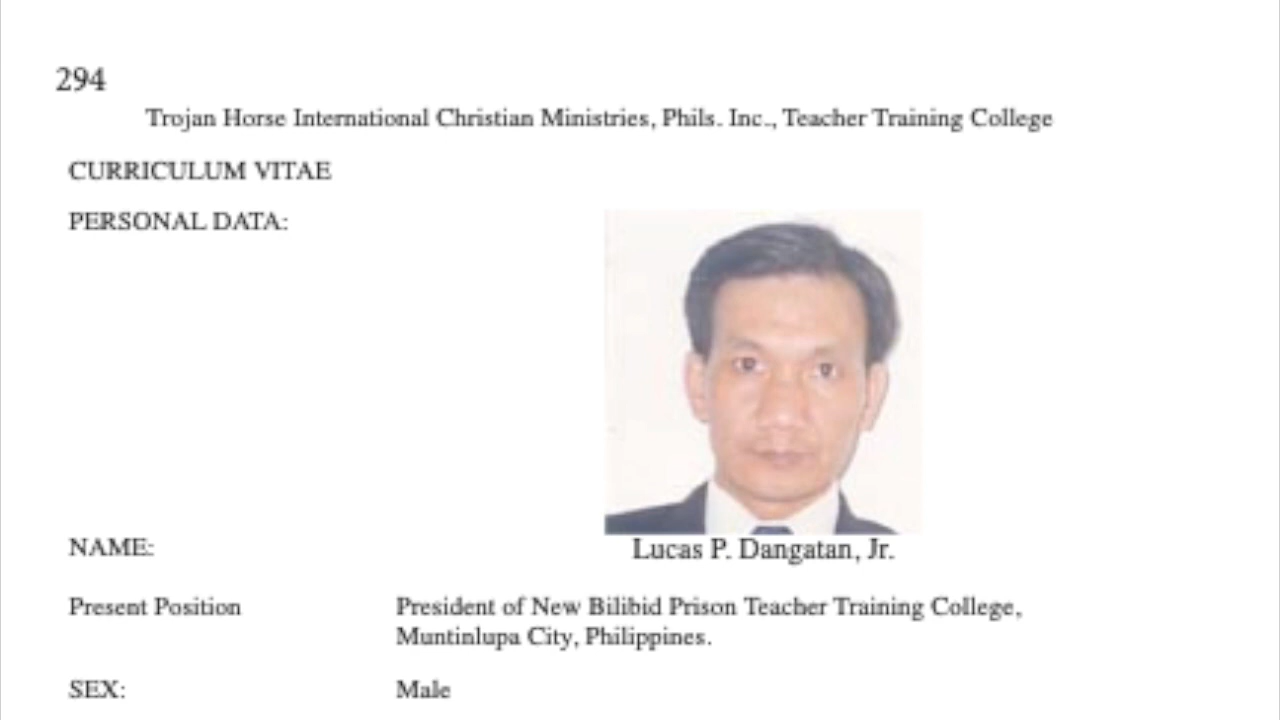 294
Trojan Horse International Christian Ministries, Phils. Inc., Teacher Training College
CURRICULUM VITAE
PERSONAL DATA:
NAME: Lucas P. Dangatan, Jr.
Present Position President of New Bilibid Prison Teacher Training College,
Muntinlupa City, Philippines.
SEX: Male